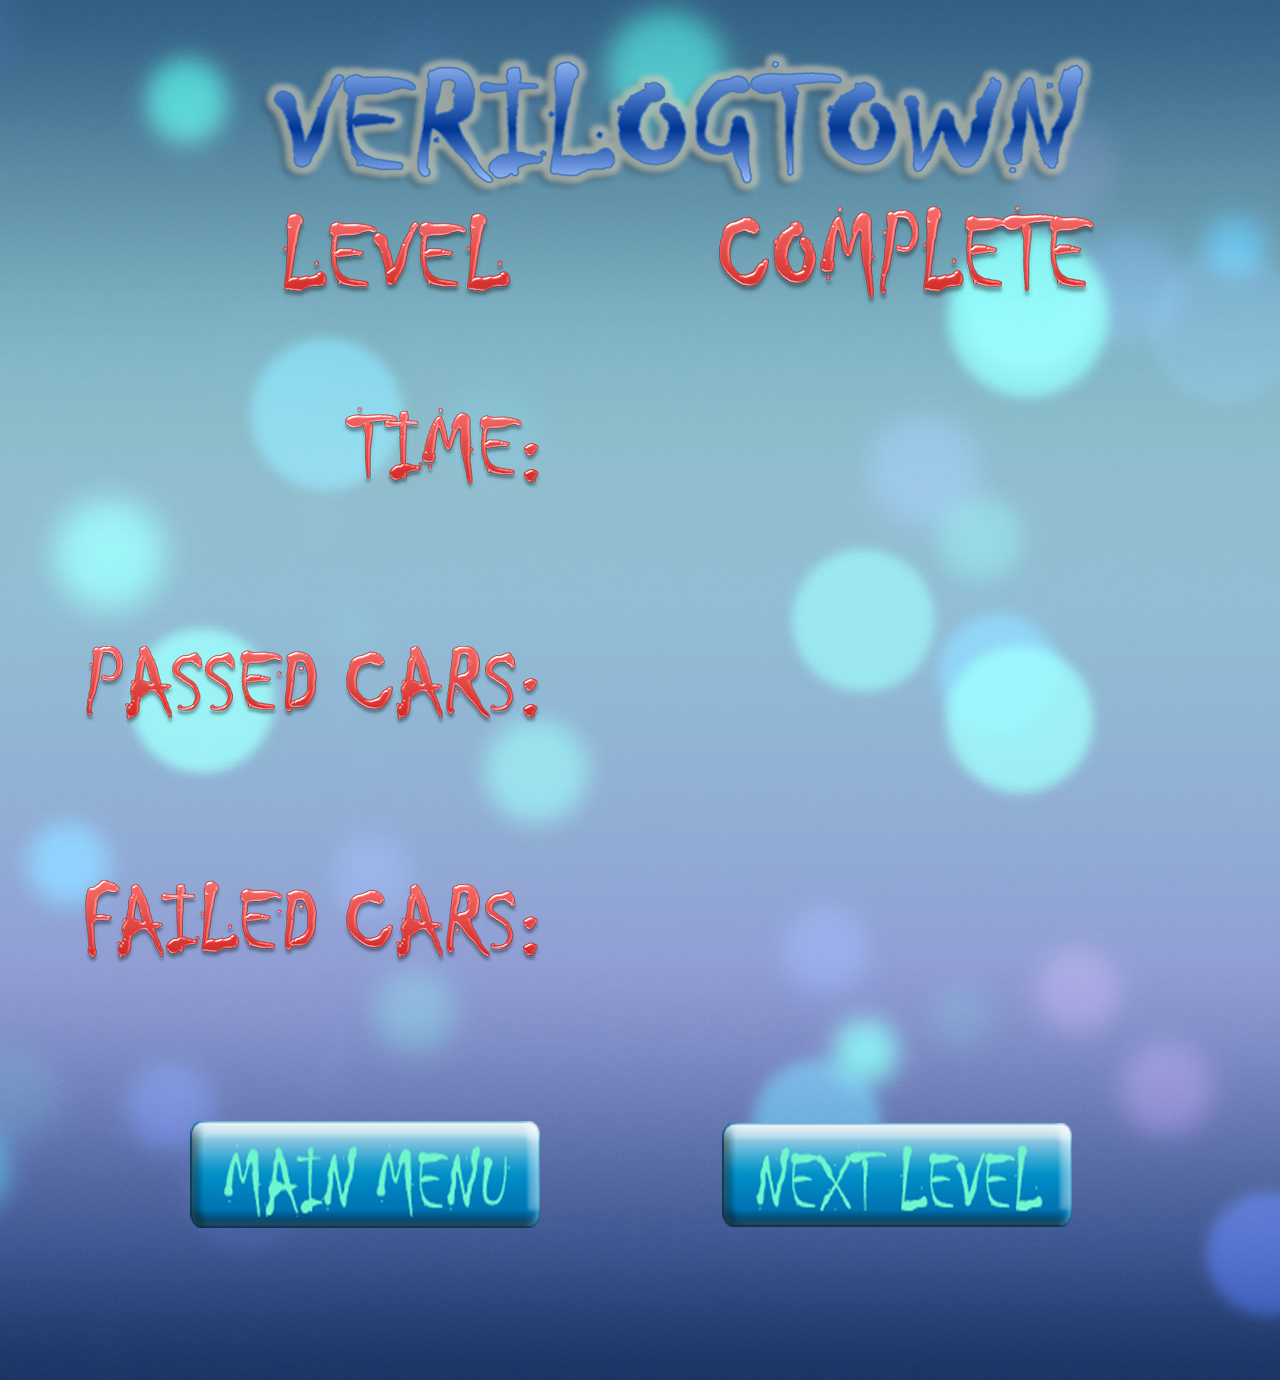 VERILOGTOWN
LEVEL COMPLETE
TIME:
PASSED CARS:
FAILED CARS:
MAIN MENU
NEXT LEVEL